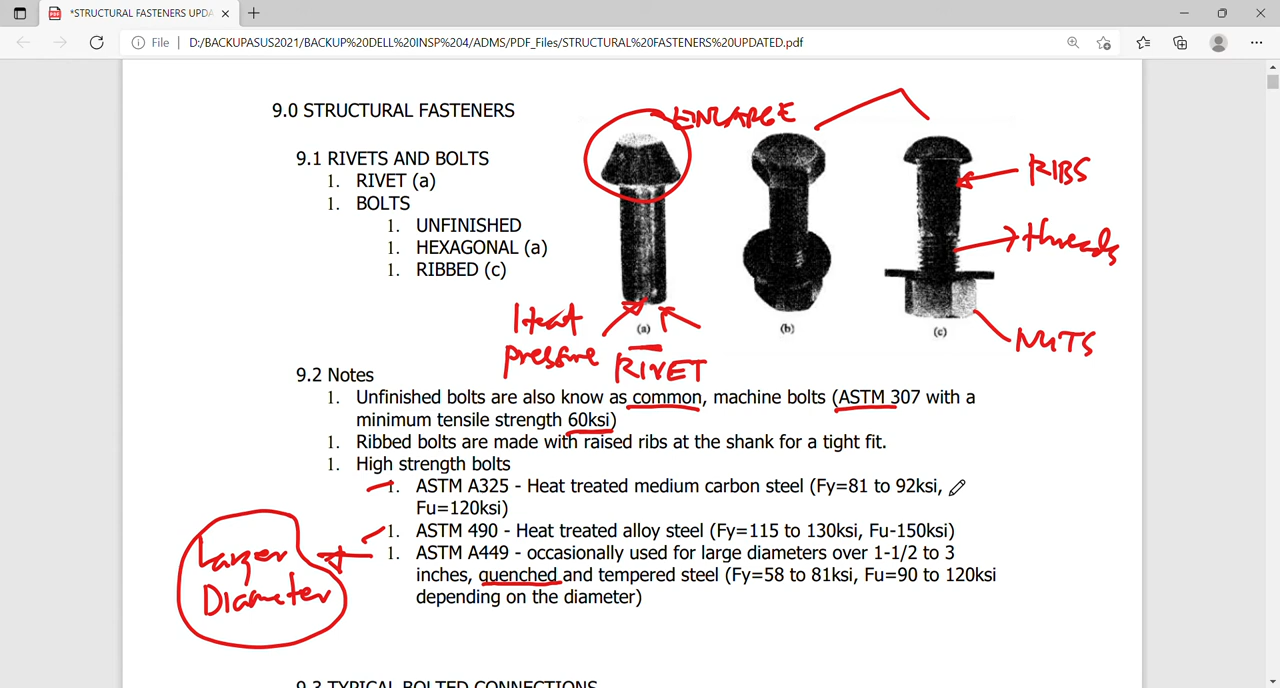 *STRUCTURAL FASTENERS UPDA
File
D:/BACKUPASUS2021/BACKUP%20DELL%20INSP%204/ADMS/PDF_Files/STRUCTURAL%20FASTENERS%20UPDATED.pdf
9.0 STRUCTURAL FASTENERS
ENLARGE
9.1 RIVETS AND BOLTS
1. RIVET (a)
1. BOLTS
1. UNFINISHED
1. HEXAGONAL (a)
1. RIBBED (c)
RIBS
threads
NUTS
Heat
pressure
RIVET
(a)
(b)
(c)
9.2 Notes
1. Unfinished bolts are also know as common, machine bolts (ASTM 307 with a
minimum tensile strength 60ksi)
1. Ribbed bolts are made with raised ribs at the shank for a tight fit.
1. High strength bolts
1. ASTM A325 - Heat treated medium carbon steel (Fy=81 to 92ksi,
Fu=120ksi)
1. ASTM 490 - Heat treated alloy steel (Fy=115 to 130ksi, Fu-150ksi)
1. ASTM A449 - occasionally used for large diameters over 1-1/2 to 3
inches, quenched and tempered steel (Fy=58 to 81ksi, Fu=90 to 120ksi
depending on the diameter)
Larger
Diameter
9.3 TYPICAL BOLTED CONNECTIONS